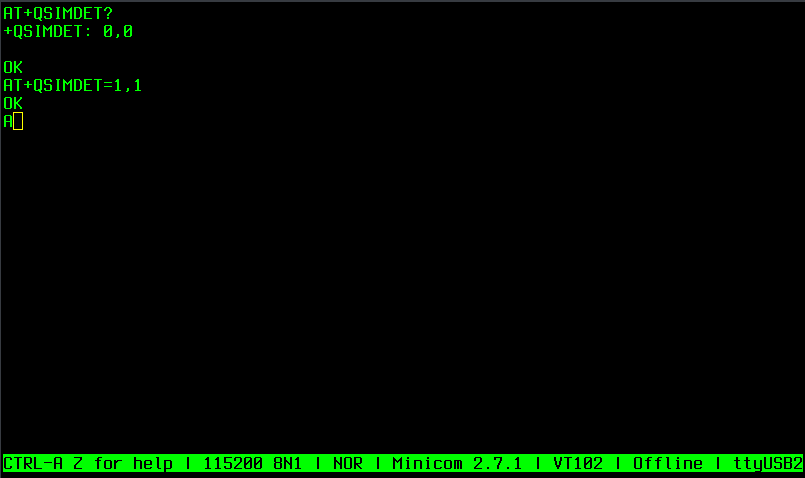 AT+QSIMDET?
+QSIMDET: 0,0
OK
AT+QSIMDET=1,1
OK
A
CTRL-A Z for help | 115200 8N1 | NOR | Minicom 2.7.1 | VT102 | Offline | ttyUSB2